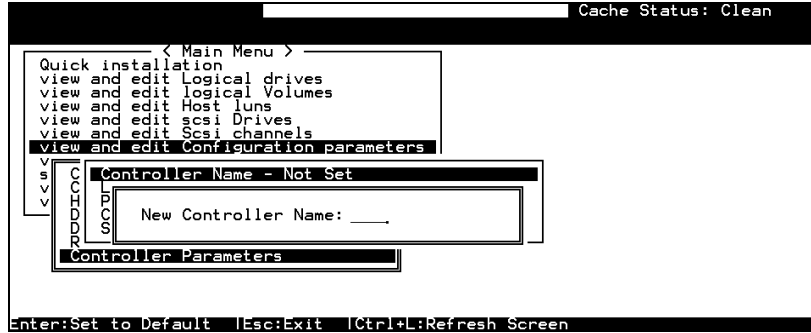 Cache Status: Clean
< Main Menu >
Quick installation
view and edit Logical drives
view and edit logical Volumes
view and edit Host luns
view and edit scsi Drives
view and edit Scsi channels
view and edit Configuration parameters
v
s C Controller Name - Not Set
v C L
v H P New Controller Name: ____.
D C
D S
R
Controller Parameters
Enter:Set to Default |Esc:Exit |Ctrl+L:Refresh Screen